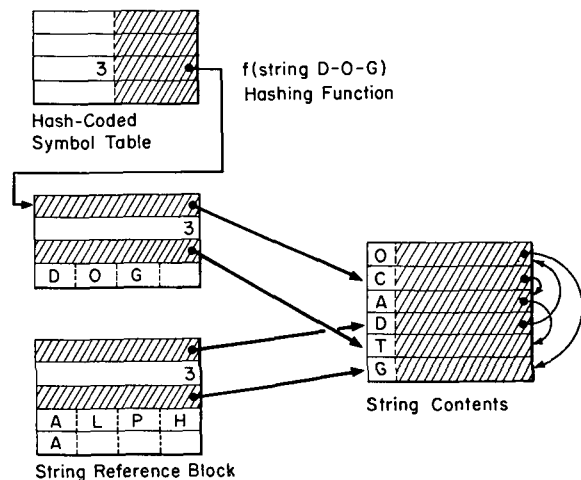 3
f(string D-O-G)
Hashing Function
Hash-Coded
Symbol Table
3
D O G
3
A L P H
A
String Reference Block
O
C
A
D
T
G
String Contents